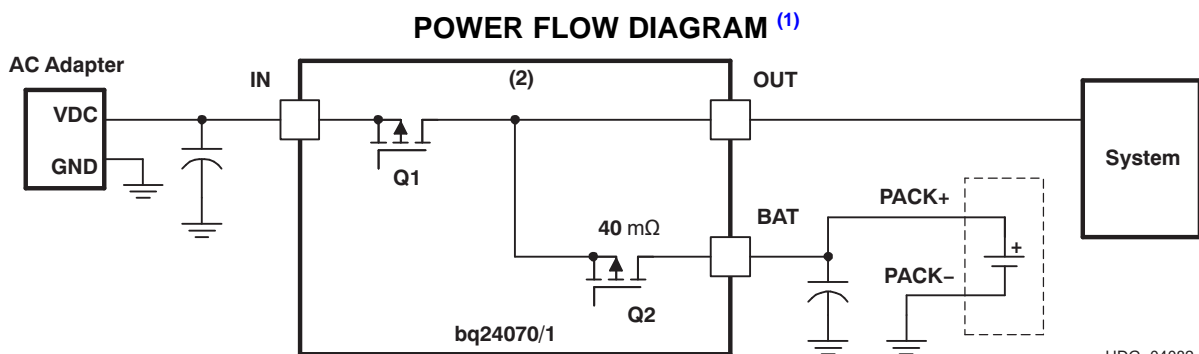 POWER FLOW DIAGRAM (1)
AC Adapter
IN
(2)
OUT
VDC
GND
Q1
System
PACK+
BAT
40 mΩ
+
PACK−
Q2
bq24070/1